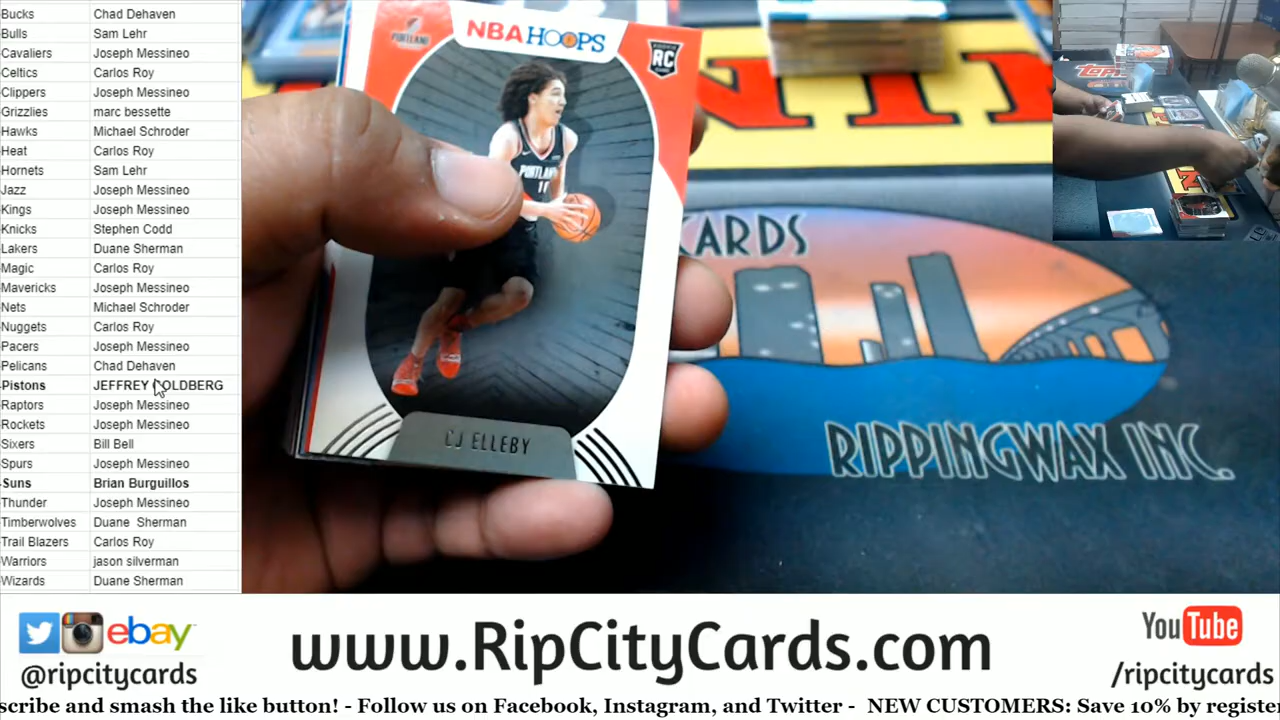 Bucks Chad Dehaven
Bulls Sam Lehr
Cavaliers Joseph Messineo
Celtics Carlos Roy
Clippers Joseph Messineo
Grizzlies marc bessette
Hawks Michael Schroder
Heat Carlos Roy
Hornets Sam Lehr
Jazz Joseph Messineo
Kings Joseph Messineo
Knicks Stephen Codd
Lakers Duane Sherman
Magic Carlos Roy
Mavericks Joseph Messineo
Nets Michael Schroder
Nuggets Carlos Roy
Pacers Joseph Messineo
Pelicans Chad Dehaven
Pistons JEFFREY GOLDBERG
Raptors Joseph Messineo
Rockets Joseph Messineo
Sixers Bill Bell
Spurs Joseph Messineo
Suns Brian Burguillos
Thunder Joseph Messineo
Timberwolves Duane Sherman
Trail Blazers Carlos Roy
Warriors jason silverman
Wizards Duane Sherman
PORTLAND
NBA HOOPS
ROOKIE
RC
PORTLAND
CJ ELLEBY
CARDS
RIPPINGWAX INC.
TOPPS
ebay
@ripcitycards
www.RipCityCards.com
YouTube
/ripcitycards
scribe and smash the like button! - Follow us on Facebook, Instagram, and Twitter - NEW CUSTOMERS: Save 10% by registe